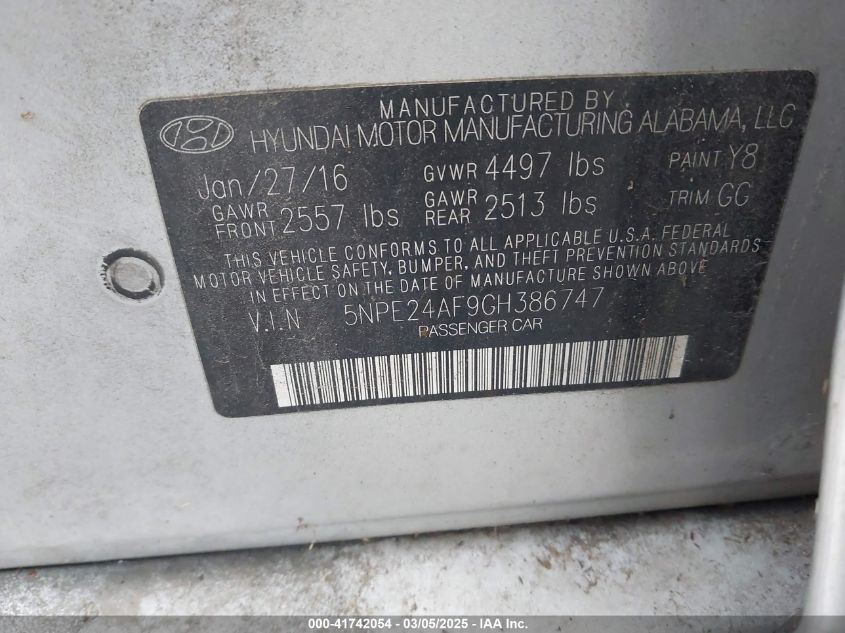 MANUFACTURED BY
HYUNDAI MOTOR MANUFACTURING ALABAMA, LLC
Jan/27/16 GVWR 4497 lbs PAINT Y8
GAWR FRONT 2557 lbs GAWR REAR 2513 lbs TRIM GG
THIS VEHICLE CONFORMS TO ALL APPLICABLE U.S.A. FEDERAL
MOTOR VEHICLE SAFETY, BUMPER, AND THEFT PREVENTION STANDARDS
IN EFFECT ON THE DATE OF MANUFACTURE SHOWN ABOVE
V.I.N 5NPE24AF9GH386747
PASSENGER CAR
000-41742054 - 03/05/2025 - IAA Inc.